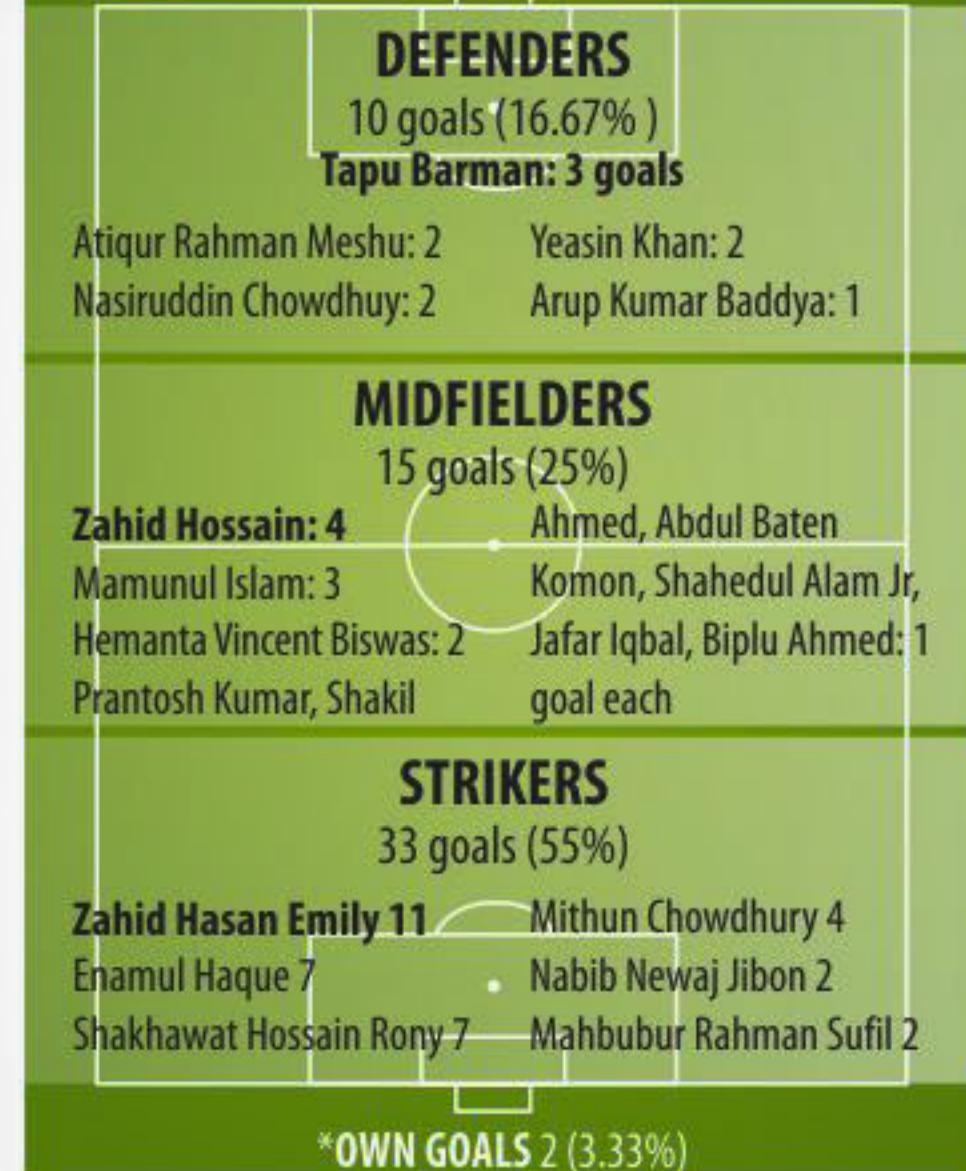 DEFENDERS
10 goals (16.67% )
Tapu Barman: 3 goals
Atiqur Rahman Meshu: 2
Nasiruddin Chowdhuy: 2
Yeasin Khan: 2
Arup Kumar Baddya: 1
MIDFIELDERS
15 goals (25%)
Zahid Hossain: 4
Mamunul Islam: 3
Hemanta Vincent Biswas: 2
Prantosh Kumar, Shakil
Ahmed, Abdul Baten
Komon, Shahedul Alam Jr,
Jafar Iqbal, Biplu Ahmed: 1
goal each
STRIKERS
33 goals (55%)
Zahid Hasan Emily 11
Enamul Haque 7
Shakhawat Hossain Rony 7
Mithun Chowdhury 4
Nabib Newaj Jibon 2
Mahbubur Rahman Sufil 2
*OWN GOALS 2 (3.33%)